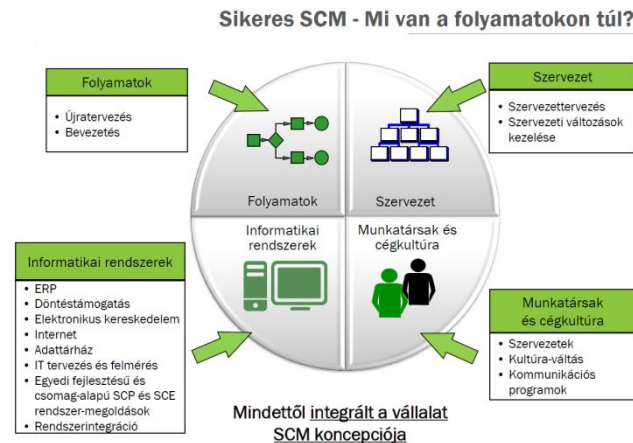 Sikeres SCM - Mi van a folyamatokon túl?
Folyamatok
• Újratervezés
• Bevezetés
Szervezet
• Szervezettervezés
• Szervezeti változások
kezelése
Folyamatok
Szervezet
Informatikai
rendszerek
Munkatársak és
cégkultúra
Informatikai rendszerek
• ERP
• Döntéstámogatás
• Elektronikus kereskedelem
• Internet
• Adattárház
• IT tervezés és felmérés
• Egyedi fejlesztésű és
csomag-alapú SCP és SCE
rendszer-megoldások
• Rendszerintegráció
Munkatársak
és cégkultúra
• Szervezetek
• Kultúra-váltás
• Kommunikációs
programok
Mindettől integrált a vállalat
SCM koncepciója